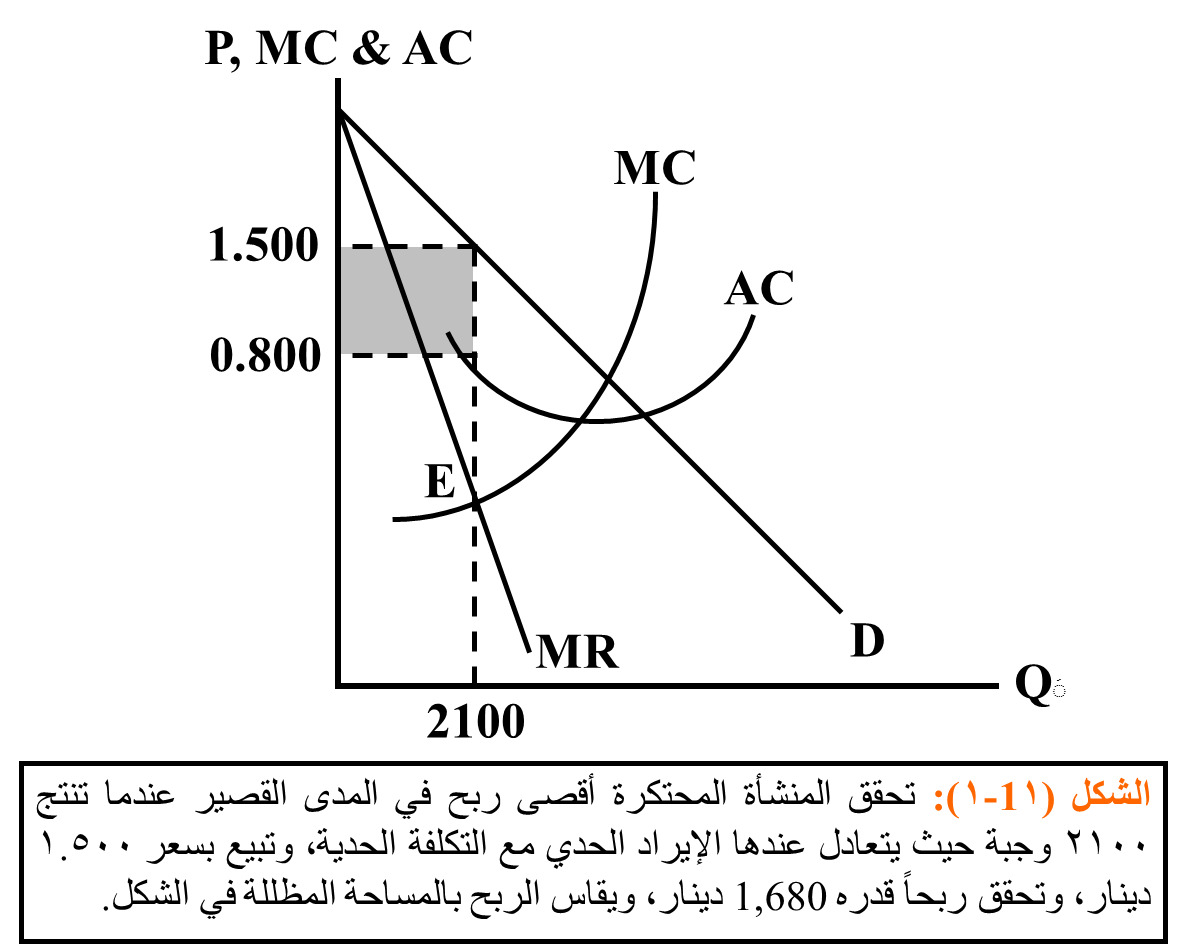 P, MC & AC
MC
1.500
AC
0.800
E
MR
D
Q
2100
الشكل (11-١): تحقق المنشأة المحتكرة أقصى ربح في المدى القصير عندما تنتج
٢١٠٠ وجبة حيث يتعادل عندها الإيراد الحدي مع التكلفة الحدية، وتبيع بسعر ١.٥٠٠
دينار، وتحقق ربحاً قدره 1,680 دينار، ويقاس الربح بالمساحة المظللة في الشكل.